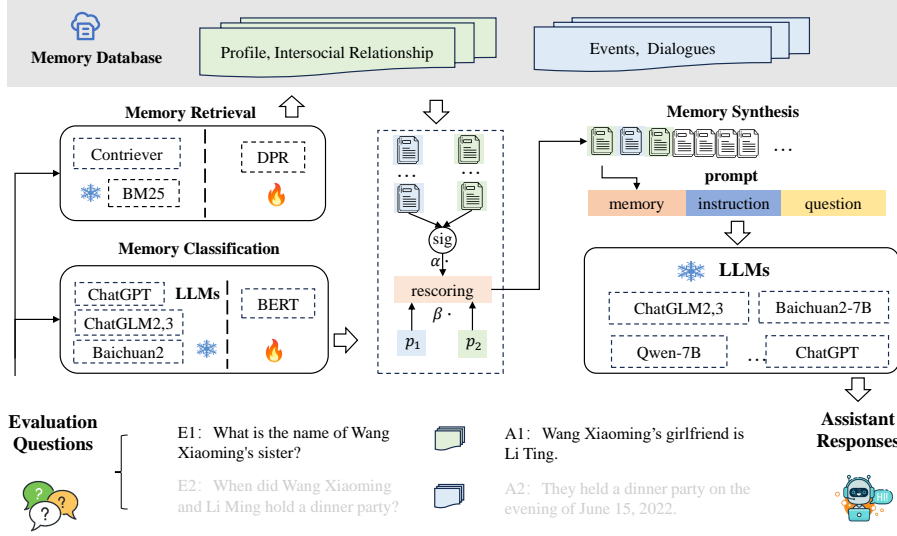 Memory Database
Profile, Intersocial Relationship
Events, Dialogues
Memory Retrieval
Contriever
BM25
DPR
Memory Classification
ChatGPT
LLMs
ChatGLM2,3
Baichuan2
BERT
...
...
...
...
sig
α·
rescoring
β·
p1
p2
Memory Synthesis
...
prompt
memory
instruction
question
LLMs
ChatGLM2,3
Baichuan2-7B
Qwen-7B
...
ChatGPT
Evaluation
Questions
E1: What is the name of Wang
Xiaoming's sister?
E2: When did Wang Xiaoming
and Li Ming hold a dinner party?
A1: Wang Xiaoming's girlfriend is
Li Ting.
A2: They held a dinner party on the
evening of June 15, 2022.
Assistant
Responses
? ? ?
HI!